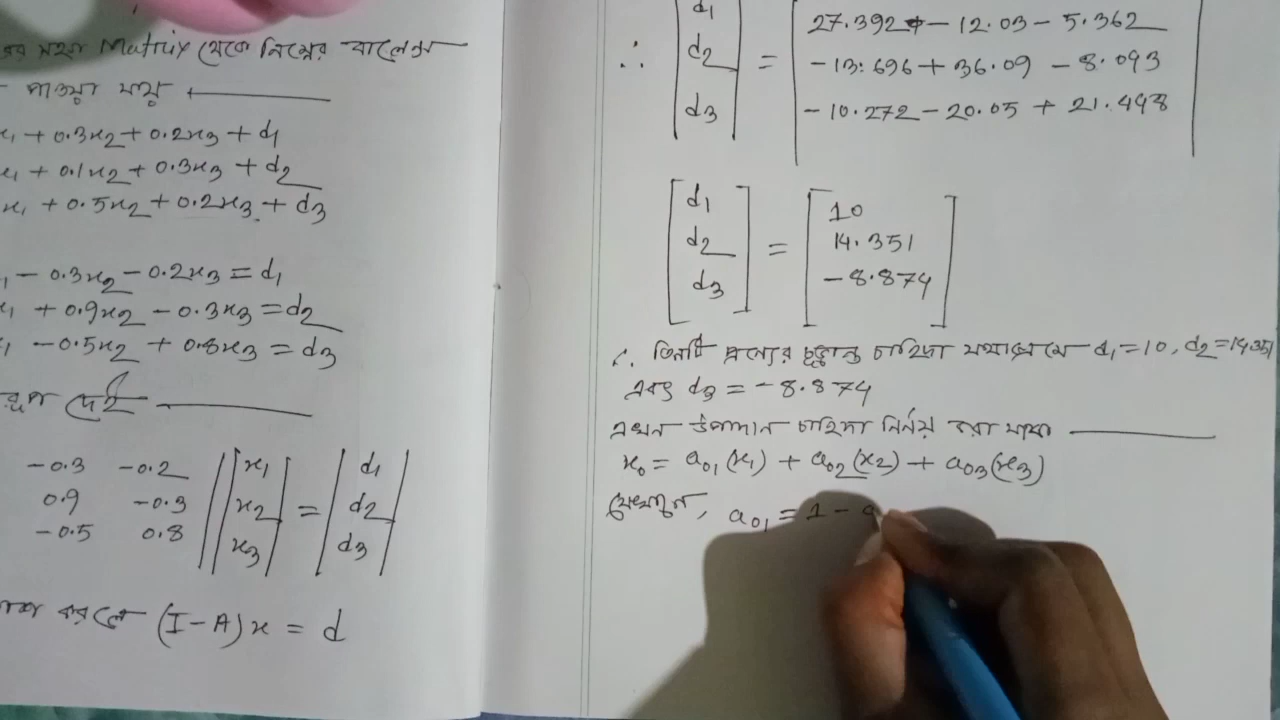 Matrix থেকে নিম্নের ব্যালেন্স
পাওয়া যায়
x₁ + 0.3x₂ + 0.2x₃ + d₁
x₁ + 0.1x₂ + 0.3x₃ + d₂
x₁ + 0.5x₂ + 0.2x₃ + d₃
- 0.3x₂ - 0.2x₃ = d₁
+ 0.9x₂ - 0.3x₃ = d₂
- 0.5x₂ + 0.8x₃ = d₃
দেই
-0.3 -0.2 x₁ = d₁
0.9 -0.3 x₂ d₂
-0.5 0.8 x₃ d₃
করলে (I-A)x = d
d₁ 27.392 - 12.03 - 5.362
∴ d₂ = -13.696 + 36.09 - 8.093
d₃ -10.272 - 20.05 + 21.448
d₁ 10
d₂ = 14.351
d₃ -8.874
∴ তিনটি দ্রব্যের চূড়ান্ত চাহিদা যথাক্রমে d₁ = 10, d₂ = 14.351
এবং d₃ = -8.874
এখন উপাদান চাহিদা নির্নয় করা যাক
x₀ = a₀₁(x₁) + a₀₂(x₂) + a₀₃(x₃)
যেখানে, a₀₁ = 1 - a